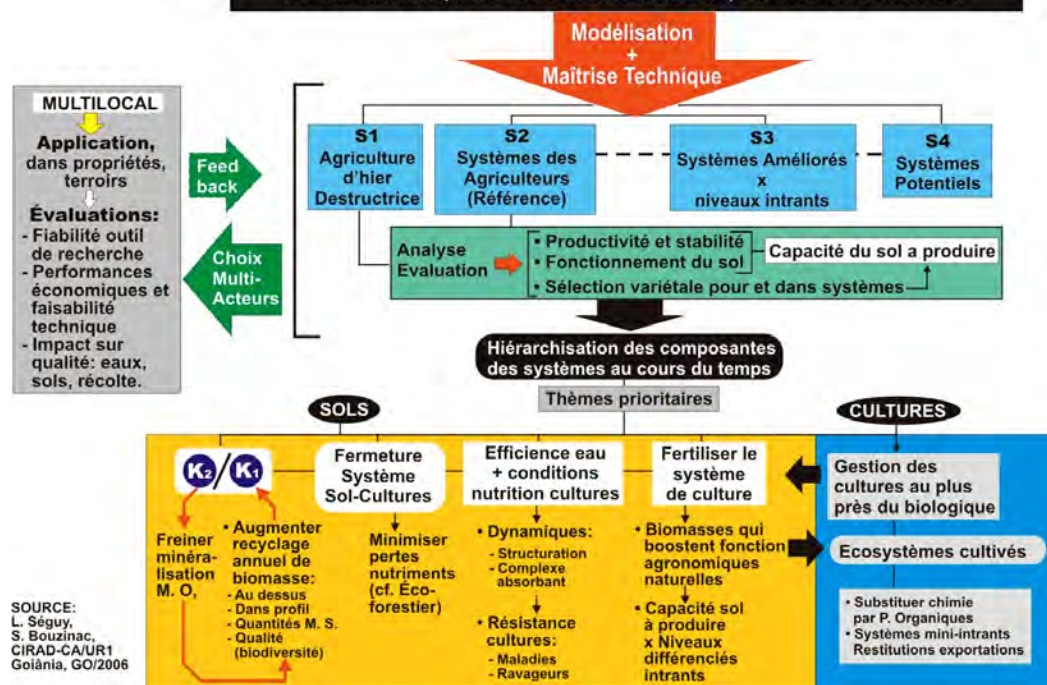 Modélisation
+
Maîtrise Technique
MULTILOCAL
Application,
dans propriétés,
terroirs
Évaluations:
- Fiabilité outil
de recherche
- Performances
économiques et
faisabilité
technique
- Impact sur
qualité: eaux,
sols, récolte.
Feed
back
Choix
Multi-
Acteurs
S1
Agriculture
d'hier
Destructrice
S2
Systèmes des
Agriculteurs
(Référence)
S3
Systèmes Améliorés
x
niveaux intrants
S4
Systèmes
Potentiels
Analyse
Evaluation
• Productivité et stabilité
• Fonctionnement du sol
• Sélection variétale pour et dans systèmes
Capacité du sol a produire
Hiérarchisation des composantes
des systèmes au cours du temps
Thèmes prioritaires
SOLS
CULTURES
K2/K1
Freiner
minéra-
lisation
M. O,
• Augmenter
recyclage
annuel de
biomasse:
- Au dessus
- Dans profil
- Quantités M. S.
- Qualité
(biodiversité)
Fermeture
Système
Sol-Cultures
Minimiser
pertes
nutriments
(cf. Éco-
forestier)
Efficience eau
+ conditions
nutrition cultures
• Dynamiques:
- Structuration
- Complexe
absorbant
• Résistance
cultures:
- Maladies
- Ravageurs
Fertiliser le
système
de culture
• Biomasses qui
boostent fonction
agronomiques
naturelles
• Capacité sol
à produire
x Niveaux
différenciés
intrants
Gestion des
cultures au plus
près du biologique
Ecosystèmes cultivés
• Substituer chimie
par P. Organiques
• Systèmes mini-intrants
Restitutions exportations
SOURCE:
L. Séguy,
S. Bouzinac,
CIRAD-CA/UR1
Goiânia, GO/2006